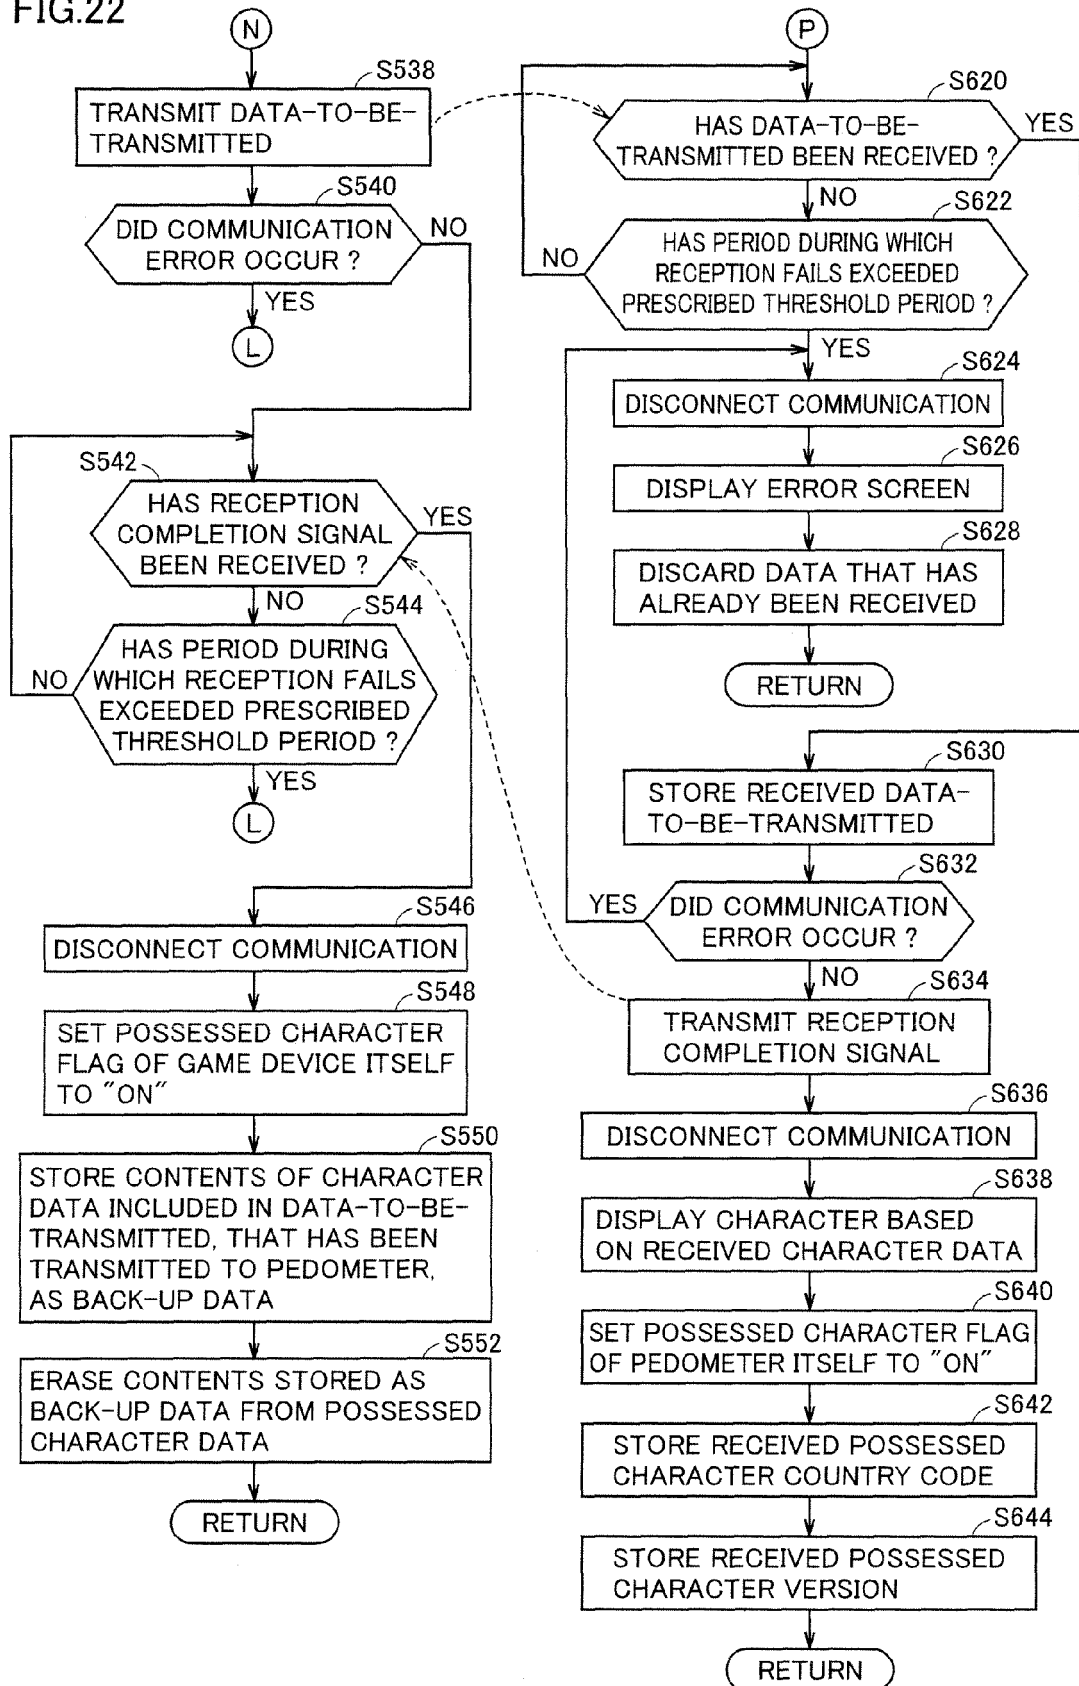 FIG.22
N
S538
TRANSMIT DATA-TO-BE-
TRANSMITTED
S540
DID COMMUNICATION
ERROR OCCUR ?
NO
YES
L
S542
HAS RECEPTION
COMPLETION SIGNAL
BEEN RECEIVED ?
YES
NO
S544
HAS PERIOD DURING
WHICH RECEPTION FAILS
EXCEEDED PRESCRIBED
THRESHOLD PERIOD ?
NO
YES
L
S546
DISCONNECT COMMUNICATION
S548
SET POSSESSED CHARACTER
FLAG OF GAME DEVICE ITSELF
TO "ON"
S550
STORE CONTENTS OF CHARACTER
DATA INCLUDED IN DATA-TO-BE-
TRANSMITTED, THAT HAS BEEN
TRANSMITTED TO PEDOMETER,
AS BACK-UP DATA
S552
ERASE CONTENTS STORED AS
BACK-UP DATA FROM POSSESSED
CHARACTER DATA
RETURN
P
S620
HAS DATA-TO-BE-
TRANSMITTED BEEN RECEIVED ?
YES
NO
S622
HAS PERIOD DURING WHICH
RECEPTION FAILS EXCEEDED
PRESCRIBED THRESHOLD PERIOD ?
NO
YES
S624
DISCONNECT COMMUNICATION
S626
DISPLAY ERROR SCREEN
S628
DISCARD DATA THAT HAS
ALREADY BEEN RECEIVED
RETURN
S630
STORE RECEIVED DATA-
TO-BE-TRANSMITTED
S632
DID COMMUNICATION
ERROR OCCUR ?
YES
NO
S634
TRANSMIT RECEPTION
COMPLETION SIGNAL
S636
DISCONNECT COMMUNICATION
S638
DISPLAY CHARACTER BASED
ON RECEIVED CHARACTER DATA
S640
SET POSSESSED CHARACTER FLAG
OF PEDOMETER ITSELF TO "ON"
S642
STORE RECEIVED POSSESSED
CHARACTER COUNTRY CODE
S644
STORE RECEIVED POSSESSED
CHARACTER VERSION
RETURN